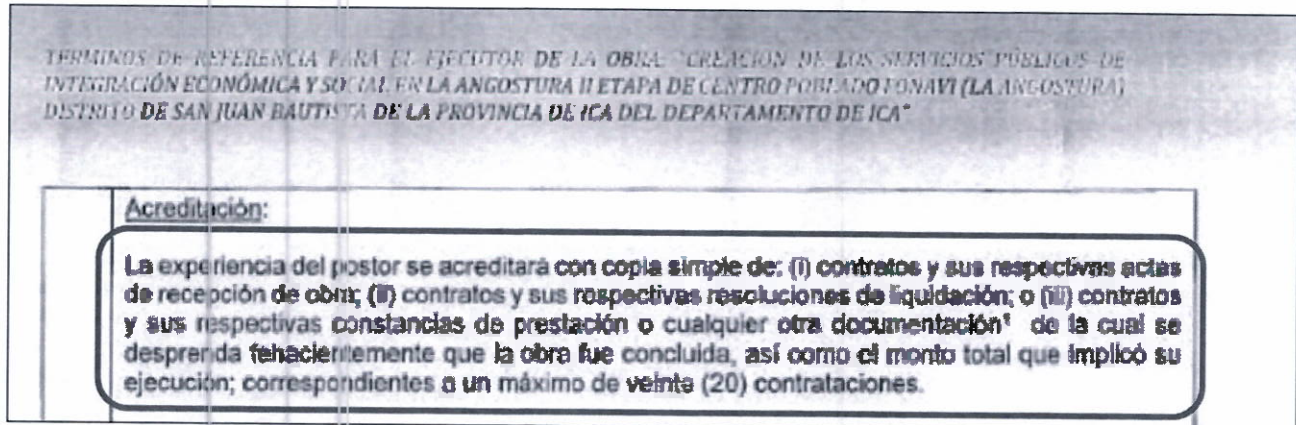 TERMINOS DE REFERENCIA PARA EL EJECUTOR DE LA OBRA: "CREACION DE LOS SERVICIOS PÚBLICOS DE
INTEGRACIÓN ECONÓMICA Y SOCIAL EN LA ANGOSTURA II ETAPA DE CENTRO POBLADO FONAVI (LA ANGOSTURA)
DISTRITO DE SAN JUAN BAUTISTA DE LA PROVINCIA DE ICA DEL DEPARTAMENTO DE ICA"
Acreditación:
La experiencia del postor se acreditará con copia simple de: (i) contratos y sus respectivas actas
de recepción de obra; (ii) contratos y sus respectivas resoluciones de liquidación; o (iii) contratos
y sus respectivas constancias de prestación o cualquier otra documentación¹ de la cual se
desprenda fehacientemente que la obra fue concluida, así como el monto total que implicó su
ejecución; correspondientes a un máximo de veinte (20) contrataciones.